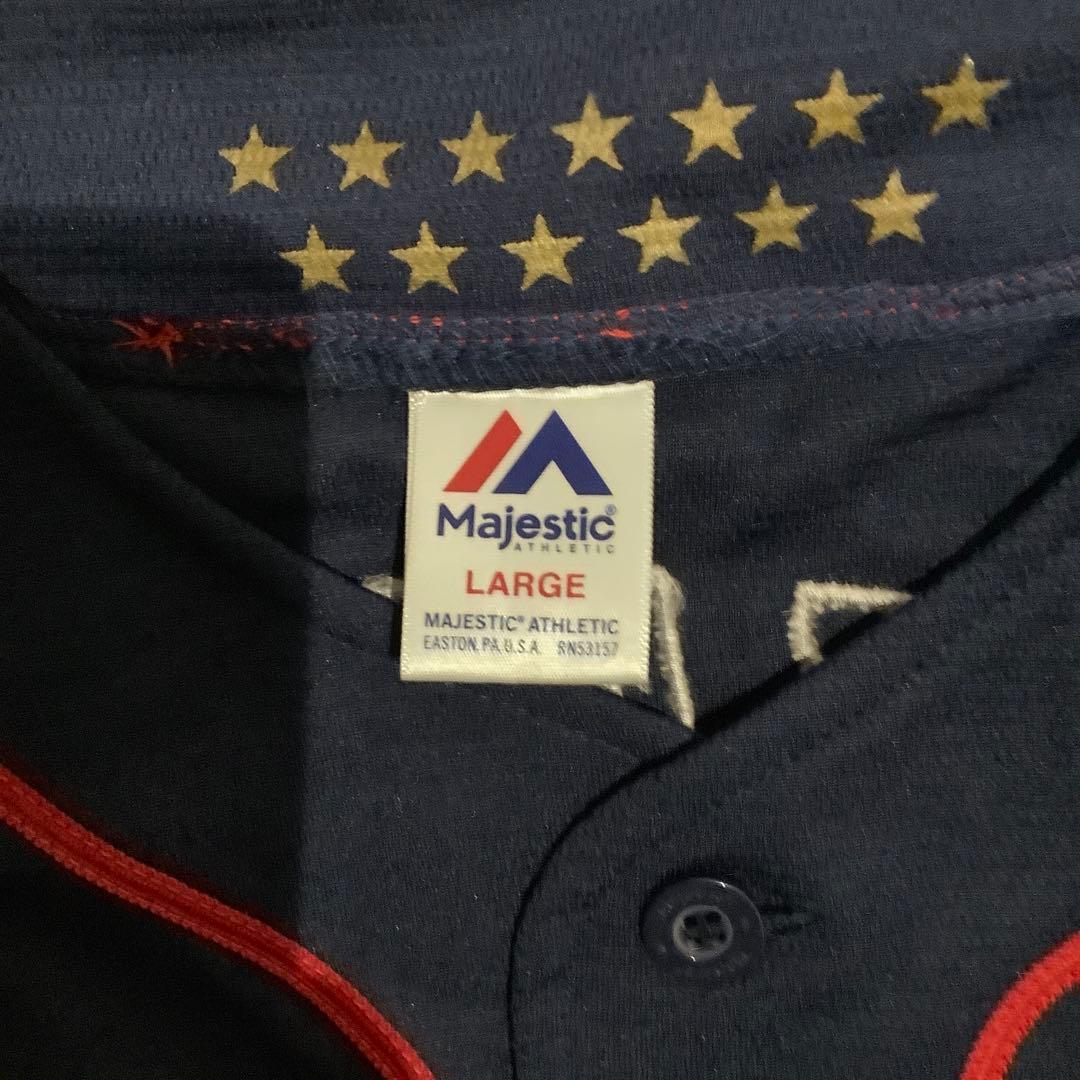 Majestic®
ATHLETIC
LARGE
MAJESTIC® ATHLETIC
EASTON, PA, U.S.A. RN53157